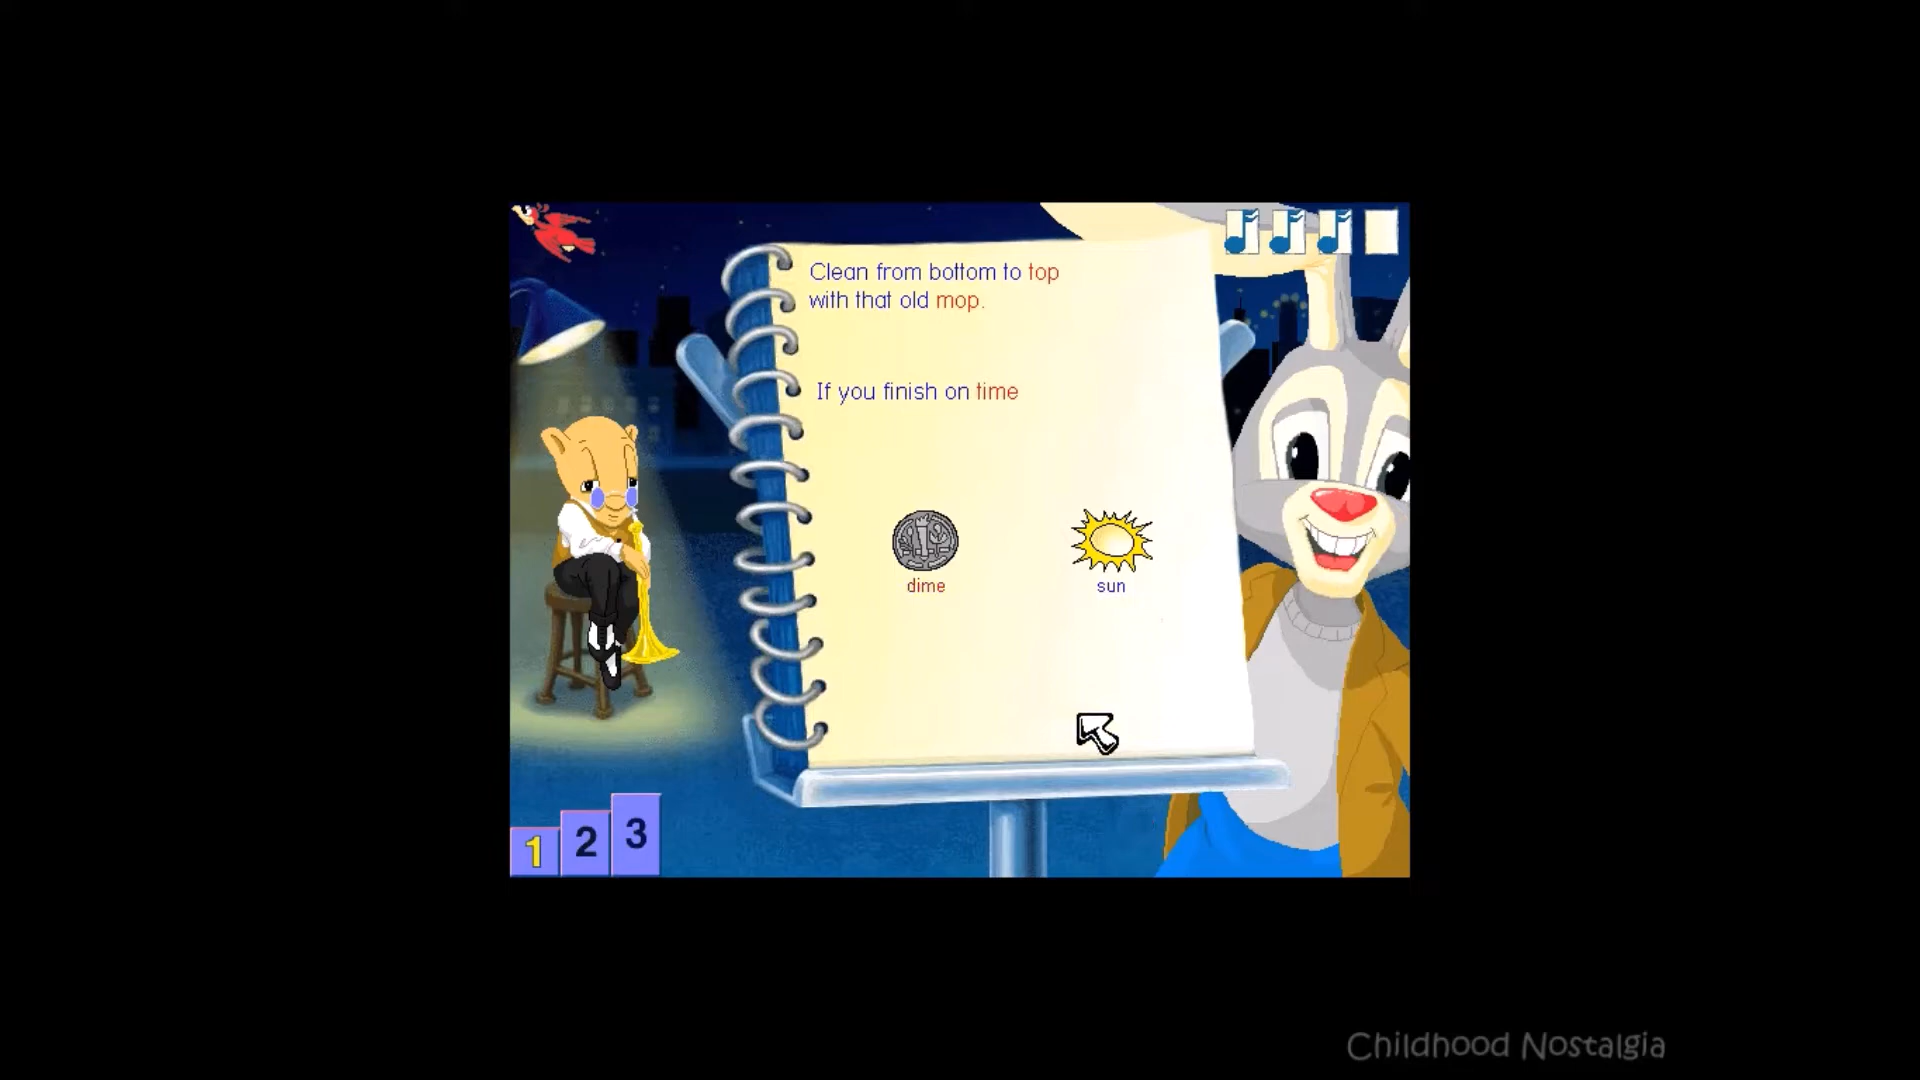 Clean from bottom to top
with that old mop.
If you finish on time
dime
sun
1
2
3
Childhood Nostalgia